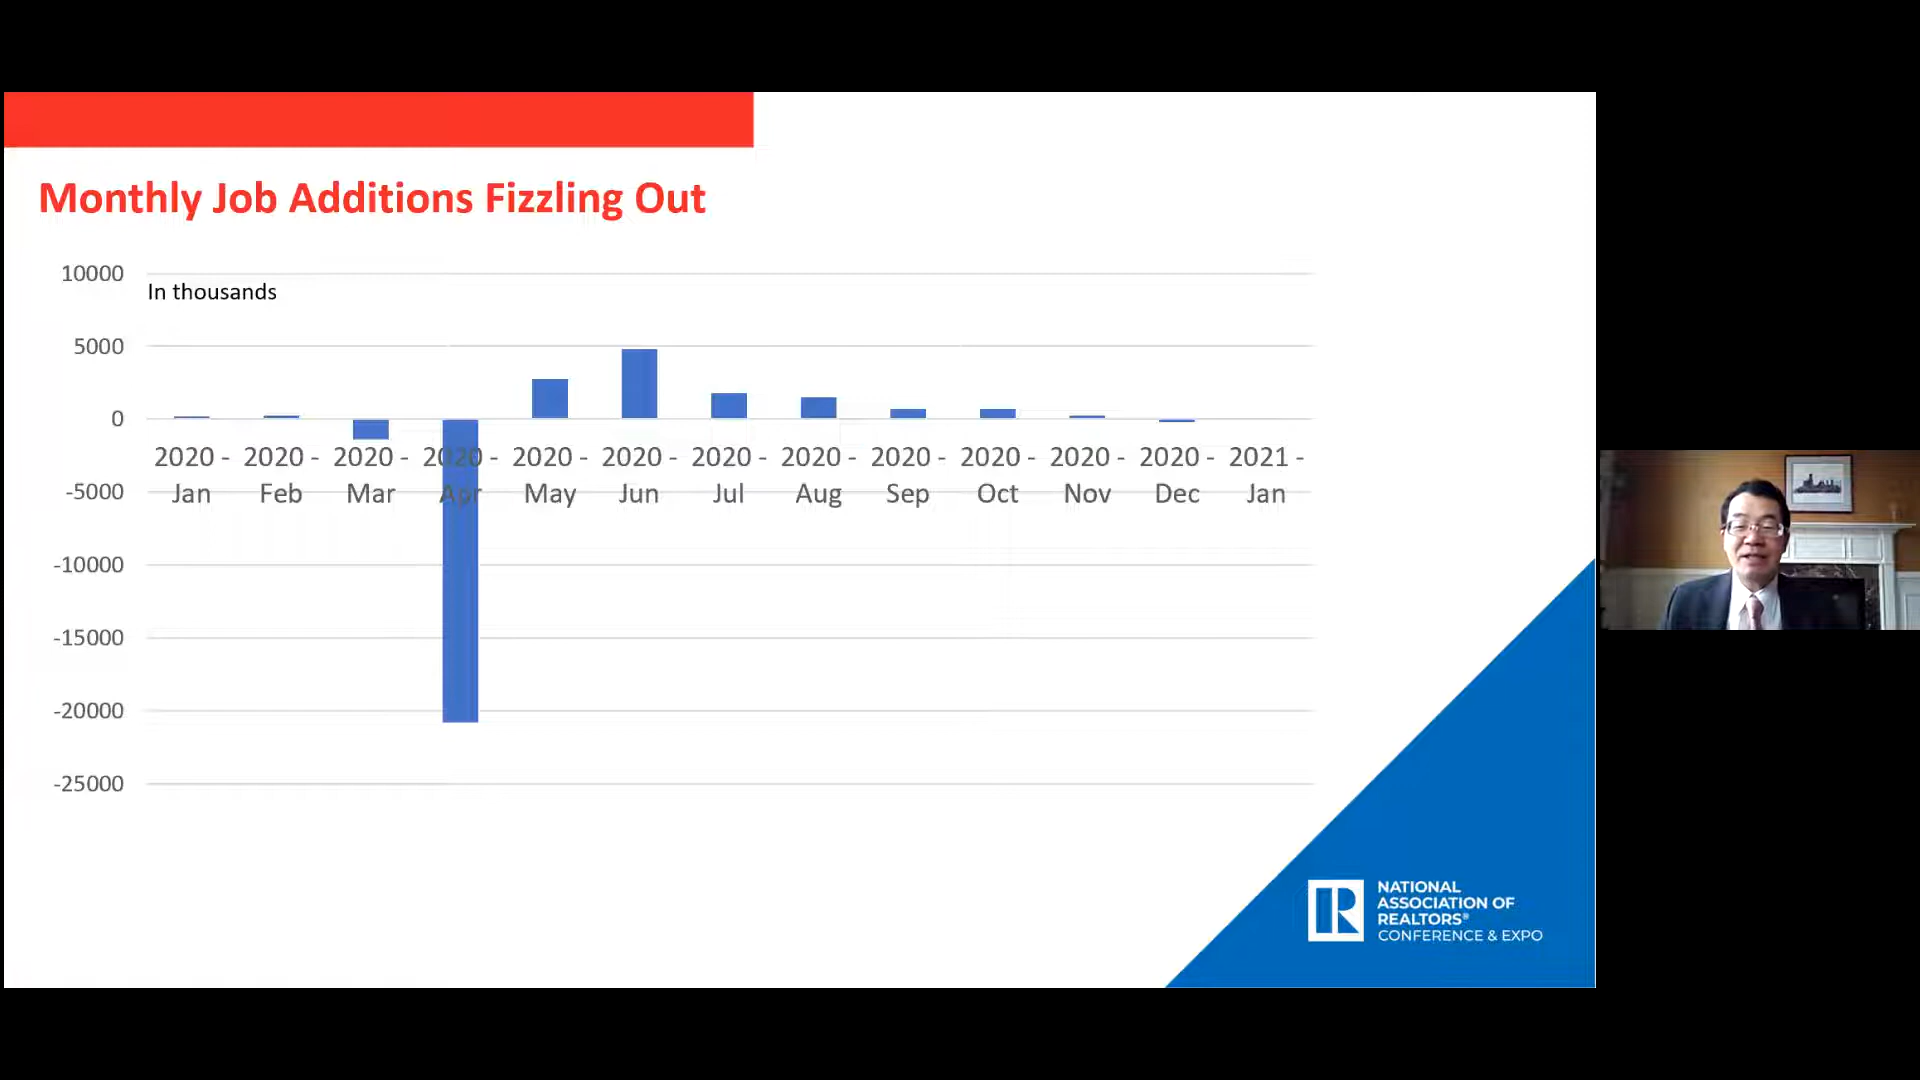 Monthly Job Additions Fizzling Out
10000
In thousands
5000
0
2020 - 2020 - 2020 - 2020 - 2020 - 2020 - 2020 - 2020 - 2020 - 2020 - 2020 - 2020 - 2021 -
-5000 Jan Feb Mar Apr May Jun Jul Aug Sep Oct Nov Dec Jan
-10000
-15000
-20000
-25000
NATIONAL
ASSOCIATION OF
REALTORS®
CONFERENCE & EXPO